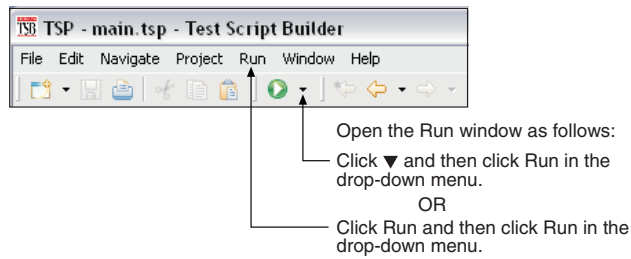 TSB TSP - main.tsp - Test Script Builder
File Edit Navigate Project Run Window Help
Open the Run window as follows:
Click ▼ and then click Run in the
drop-down menu.
OR
Click Run and then click Run in the
drop-down menu.